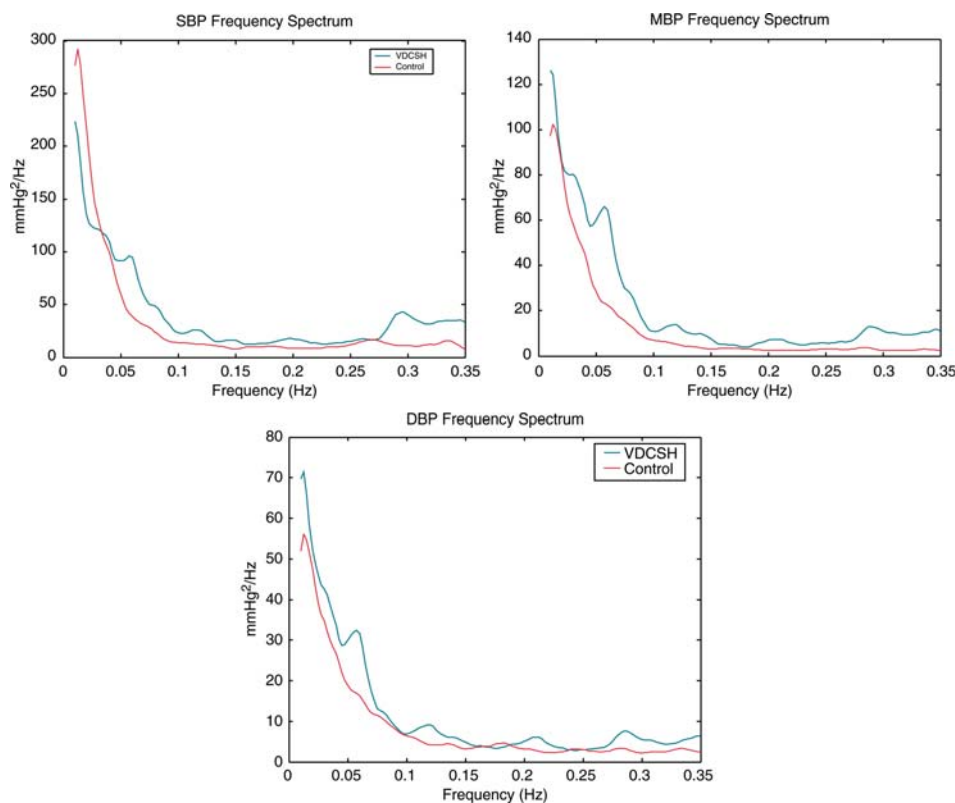 SBP Frequency Spectrum
300
250
200
150
100
50
0
mmHg²/Hz
VDCSH
Control
0 0.05 0.1 0.15 0.2 0.25 0.3 0.35
Frequency (Hz)
MBP Frequency Spectrum
140
120
100
80
60
40
20
0
mmHg²/Hz
0 0.05 0.1 0.15 0.2 0.25 0.3 0.35
Frequency (Hz)
DBP Frequency Spectrum
80
70
60
50
40
30
20
10
0
mmHg²/Hz
VDCSH
Control
0 0.05 0.1 0.15 0.2 0.25 0.3 0.35
Frequency (Hz)